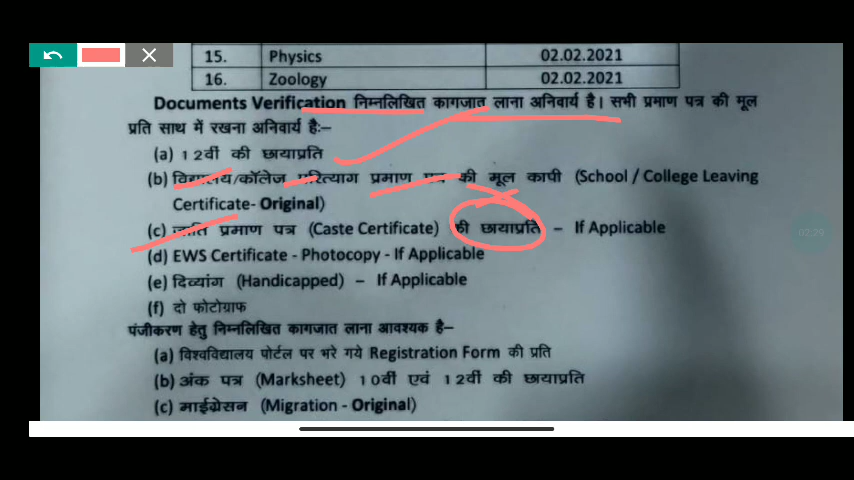 15. Physics 02.02.2021
16. Zoology 02.02.2021
Documents Verification निम्नलिखित कागजात लाना अनिवार्य है। सभी प्रमाण पत्र की मूल
प्रति साथ में रखना अनिवार्य हैः–
(a) 12वीं की छायाप्रति
(b) विद्यालय/कॉलेज परित्याग प्रमाण पत्र की मूल कापी (School / College Leaving
Certificate- Original)
(c) जाति प्रमाण पत्र (Caste Certificate) की छायाप्रति – If Applicable
(d) EWS Certificate - Photocopy - If Applicable
(e) दिव्यांग (Handicapped) – If Applicable
(f) दो फोटोग्राफ
पंजीकरण हेतु निम्नलिखित कागजात लाना आवश्यक है–
(a) विश्वविद्यालय पोर्टल पर भरे गये Registration Form की प्रति
(b) अंक पत्र (Marksheet) 10वीं एवं 12वीं की छायाप्रति
(c) माईग्रेसन (Migration - Original)
02:29